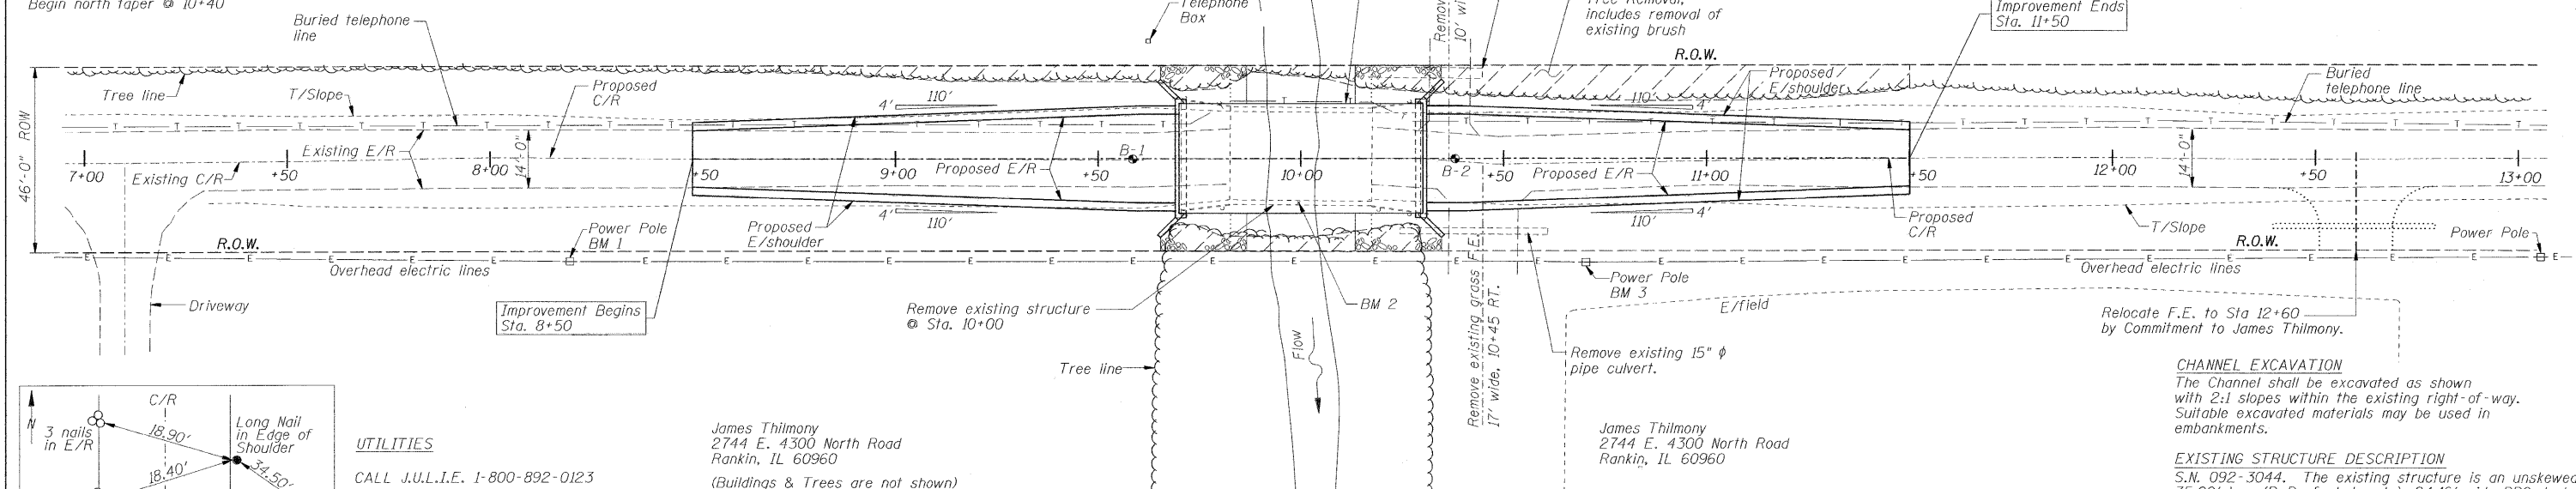 Begin north taper @ 10+40
Buried telephone
line
Telephone
Box
Remov
10' wi
Tree Removal,
includes removal of
existing brush
Improvement Ends
Sta. 11+50
R.O.W.
Tree line
T/Slope
Proposed
C/R
110'
4'
Proposed
E/shoulder
110'
4'
Buried
telephone line
46'-0" ROW
Existing E/R
14'-0"
Proposed E/R
B-1
B-2
Proposed E/R
14'-0"
7+00
Existing C/R
+50
8+00
+50
9+00
+50
10+00
+50
11+00
+50
12+00
+50
13+00
4'
110'
Proposed
E/shoulder
110'
4'
Proposed
C/R
T/Slope
R.O.W.
Power Pole
BM 1
R.O.W.
Power Pole
Overhead electric lines
Overhead electric lines
Driveway
Improvement Begins
Sta. 8+50
Remove existing structure
@ Sta. 10+00
BM 2
Power Pole
BM 3
E/field
Relocate F.E. to Sta 12+60
by Commitment to James Thilmony.
Flow
Remove existing grass F.E.
17' wide, 10+45 RT.
Tree line
Remove existing 15" ϕ
pipe culvert.
CHANNEL EXCAVATION
The Channel shall be excavated as shown
with 2:1 slopes within the existing right-of-way.
Suitable excavated materials may be used in
embankments.
EXISTING STRUCTURE DESCRIPTION
S.N. 092-3044. The existing structure is an unskewed
N
C/R
3 nails
in E/R
18.90'
Long Nail
in Edge of
Shoulder
18.40'
34.50'
UTILITIES
CALL J.U.L.I.E. 1-800-892-0123
James Thilmony
2744 E. 4300 North Road
Rankin, IL 60960
(Buildings & Trees are not shown)
James Thilmony
2744 E. 4300 North Road
Rankin, IL 60960